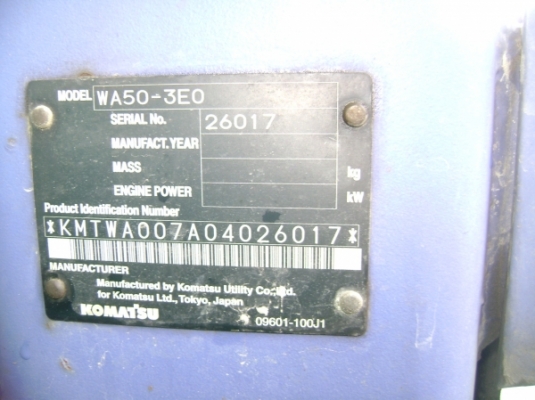 MODEL WA50-3E0
SERIAL No. 26017
MANUFACT. YEAR
MASS kg
ENGINE POWER kW
Product Identification Number
*KMTWA007A04026017*
MANUFACTURER
Manufactured by Komatsu Utility Co., Ltd.
for Komatsu Ltd., Tokyo, Japan
KOMATSU 09601-100J1